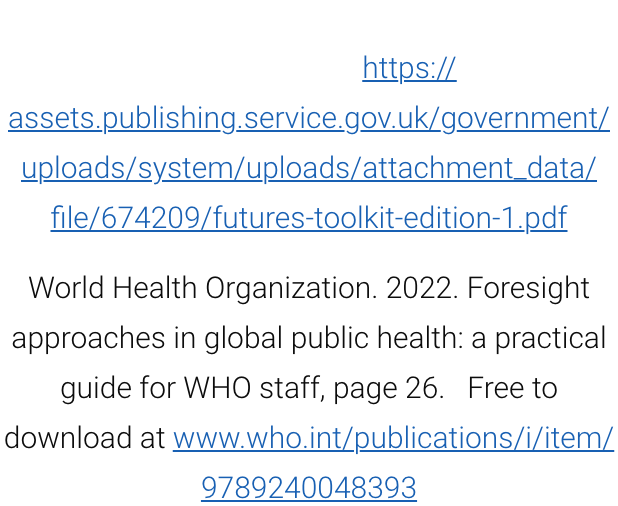 https://
assets.publishing.service.gov.uk/government/
uploads/system/uploads/attachment_data/
file/674209/futures-toolkit-edition-1.pdf
World Health Organization. 2022. Foresight
approaches in global public health: a practical
guide for WHO staff, page 26.   Free to
download at www.who.int/publications/i/item/
9789240048393